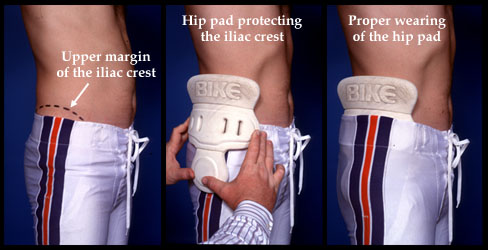 Upper margin
of the iliac crest
Hip pad protecting
the iliac crest
BIKE
Proper wearing
of the hip pad
BIKE